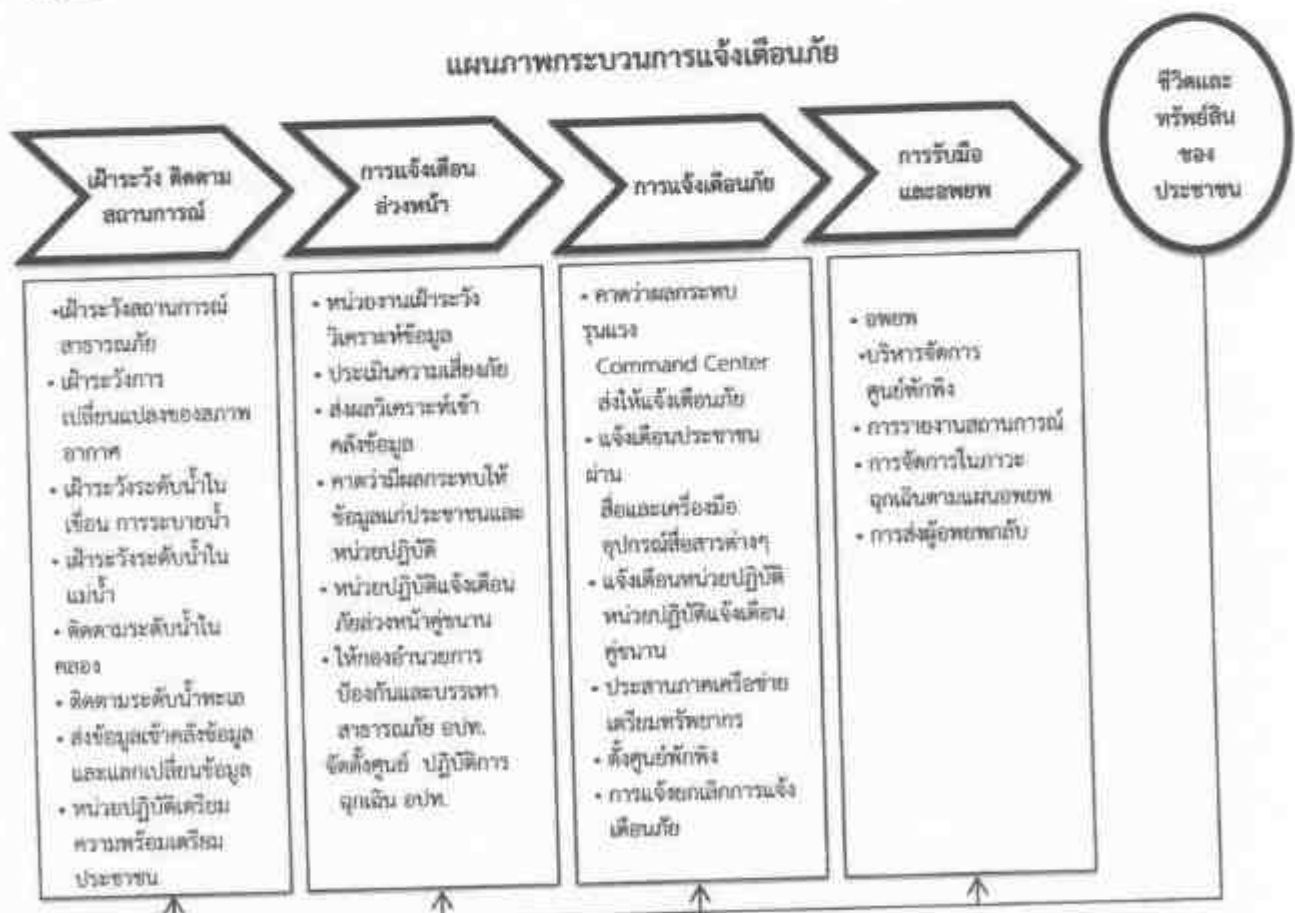 แผนภาพกระบวนการแจ้งเตือนภัย
เฝ้าระวัง ติดตาม
สถานการณ์
การแจ้งเตือน
ล่วงหน้า
การแจ้งเตือนภัย
การรับมือ
และอพยพ
ชีวิตและ
ทรัพย์สิน
ของ
ประชาชน
•เฝ้าระวังสถานการณ์
สาธารณภัย
• เฝ้าระวังการ
เปลี่ยนแปลงของสภาพ
อากาศ
• เฝ้าระวังระดับน้ำใน
เขื่อน การระบายน้ำ
• เฝ้าระวังระดับน้ำใน
แม่น้ำ
• ติดตามระดับน้ำใน
คลอง
• ติดตามระดับน้ำทะเล
• ส่งข้อมูลเข้าคลังข้อมูล
และแลกเปลี่ยนข้อมูล
• หน่วยปฏิบัติเตรียม
ความพร้อมเตรียม
ประชาชน
• หน่วยงานเฝ้าระวัง
วิเคราะห์ข้อมูล
• ประเมินความเสี่ยงภัย
• ส่งผลวิเคราะห์เข้า
คลังข้อมูล
• คาดว่ามีผลกระทบให้
ข้อมูลแก่ประชาชนและ
หน่วยปฏิบัติ
• หน่วยปฏิบัติแจ้งเตือน
ภัยล่วงหน้าคู่ขนาน
• ให้กองอำนวยการ
ป้องกันและบรรเทา
สาธารณภัย อปท.
จัดตั้งศูนย์ ปฏิบัติการ
ฉุกเฉิน อปท.
• คาดว่าผลกระทบ
รุนแรง
Command Center
ส่งให้แจ้งเตือนภัย
• แจ้งเตือนประชาชน
ผ่าน
สื่อและเครื่องมือ
อุปกรณ์สื่อสารต่างๆ
• แจ้งเตือนหน่วยปฏิบัติ
หน่วยปฏิบัติแจ้งเตือน
คู่ขนาน
• ประสานภาคเครือข่าย
เตรียมทรัพยากร
• ตั้งศูนย์พักพิง
• การแจ้งยกเลิกการแจ้ง
เตือนภัย
• อพยพ
•บริหารจัดการ
ศูนย์พักพิง
• การรายงานสถานการณ์
• การจัดการในภาวะ
ฉุกเฉินตามแผนอพยพ
• การส่งผู้อพยพกลับ